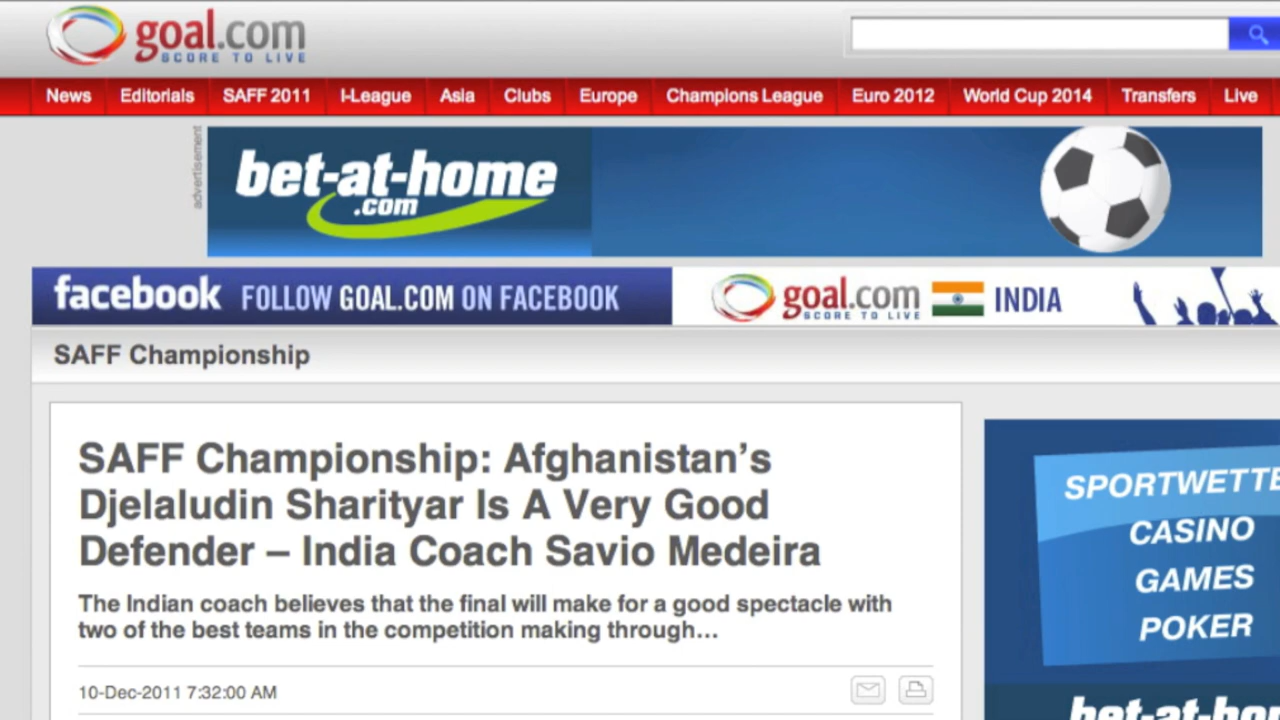 goal.com
SCORE TO LIVE
News Editorials SAFF 2011 I-League Asia Clubs Europe Champions League Euro 2012 World Cup 2014 Transfers Live
advertisement
bet-at-home
.com
facebook FOLLOW GOAL.COM ON FACEBOOK
goal.com INDIA
SCORE TO LIVE
SAFF Championship
SAFF Championship: Afghanistan’s
Djelaludin Sharityar Is A Very Good
Defender – India Coach Savio Medeira
The Indian coach believes that the final will make for a good spectacle with
two of the best teams in the competition making through...
10-Dec-2011 7:32:00 AM
SPORTWETTE
CASINO
GAMES
POKER
bet-at-ho